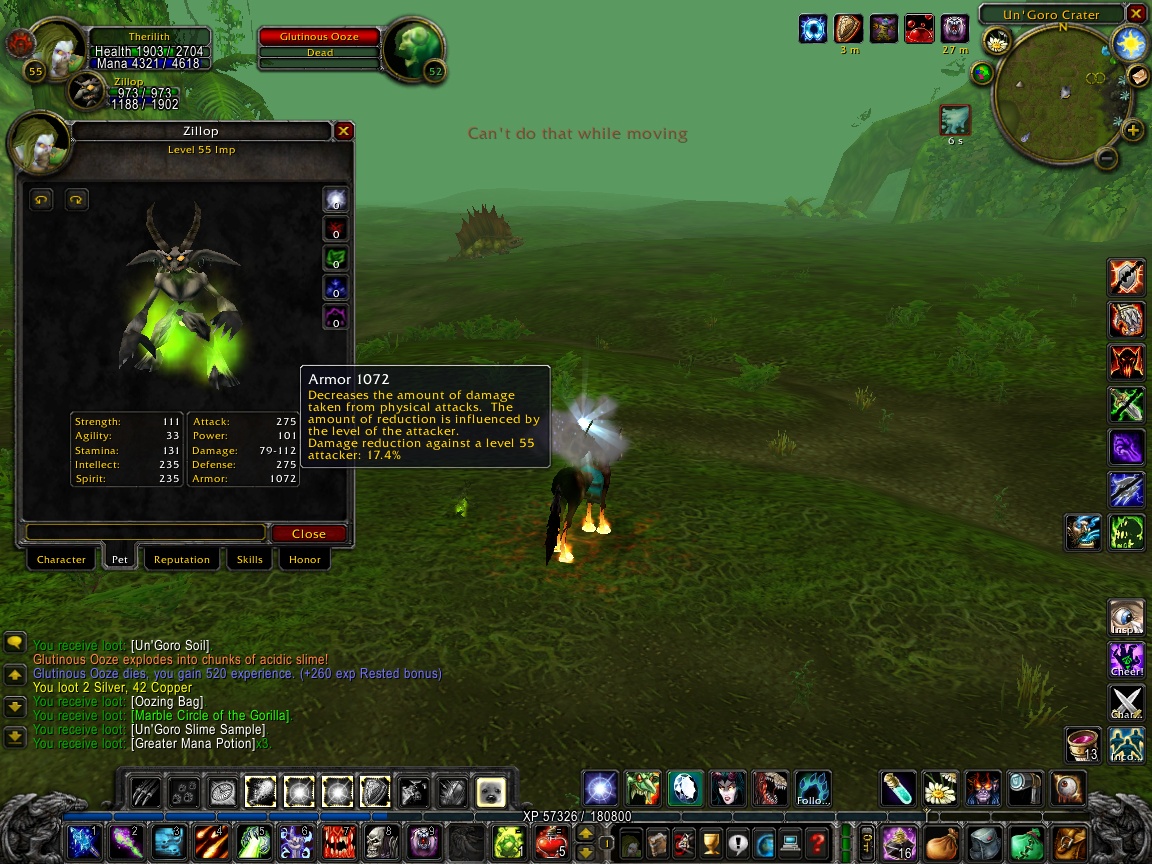 Therilith
Health 1903 / 2704
Mana 4321 / 4618
55
Zillop
973 / 973
1188 / 1902
Glutinous Ooze
Dead
52
3 m
27 m
Un'Goro Crater
N
6 s
Can't do that while moving
Zillop
Level 55 Imp
0
0
0
0
0
Strength: 111
Agility: 33
Stamina: 131
Intellect: 235
Spirit: 235
Attack: 275
Power: 101
Damage: 79-112
Defense: 275
Armor: 1072
Armor 1072
Decreases the amount of damage
taken from physical attacks. The
amount of reduction is influenced by
the level of the attacker.
Damage reduction against a level 55
attacker: 17.4%
Close
Character
Pet
Reputation
Skills
Honor
You receive loot: [Un'Goro Soil].
Glutinous Ooze explodes into chunks of acidic slime!
Glutinous Ooze dies, you gain 520 experience. (+260 exp Rested bonus)
You loot 2 Silver, 42 Copper
You receive loot: [Oozing Bag]
You receive loot: [Marble Circle of the Gorilla].
You receive loot: [Un'Goro Slime Sample].
You receive loot: [Greater Mana Potion]x3.
Insp...
Cheer!
Char...
13
Inco...
Follo...
XP 57326 / 180800
1
2
3
4
5
6
7
8
9
5
1
16